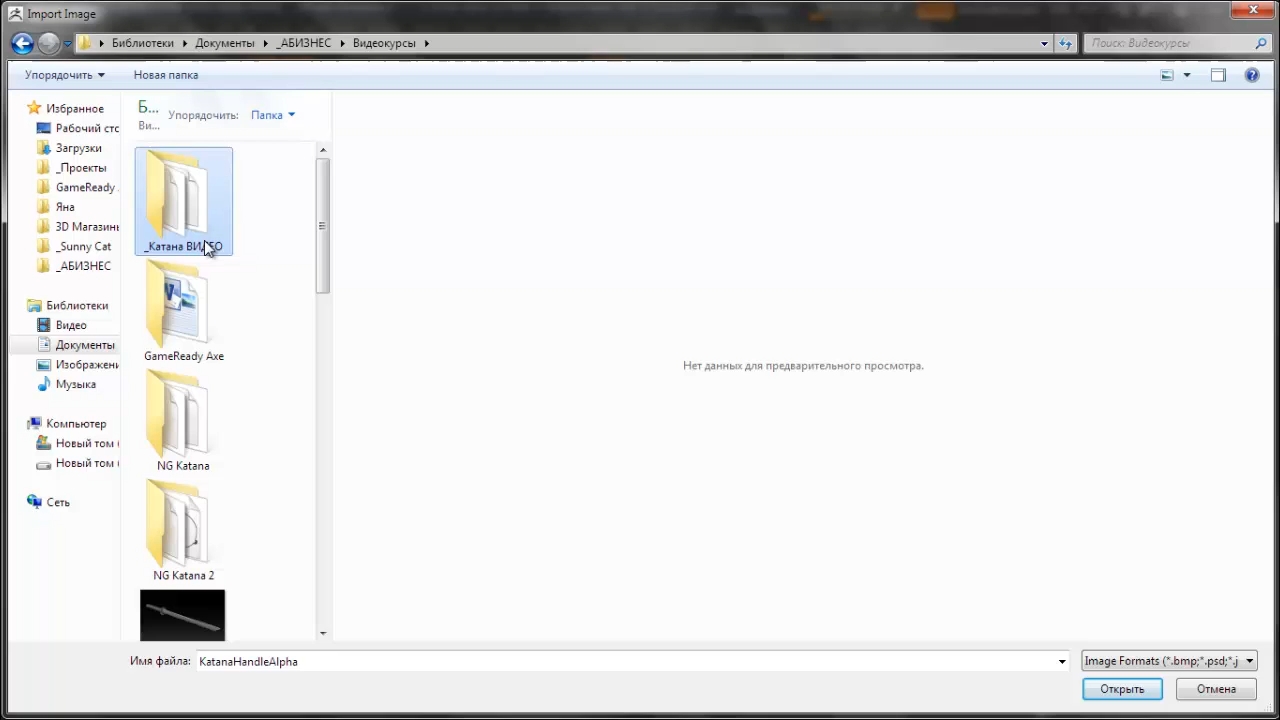 Import Image
Библиотеки Документы _АБИЗНЕС Видеокурсы
Поиск: Видеокурсы
Упорядочить Новая папка
Избранное
Рабочий сто
Загрузки
_Проекты
GameReady
Яна
3D Магазинь
_Sunny Cat
_АБИЗНЕС
Библиотеки
Видео
Документы
Изображени
Музыка
Компьютер
Новый том (
Новый том (
Сеть
Б...
Ви...
Упорядочить: Папка
_Катана ВИДЕО
GameReady Axe
NG Katana
NG Katana 2
Нет данных для предварительного просмотра.
Имя файла: KatanaHandleAlpha
Image Formats (*.bmp;*.psd;*.j
Открыть Отмена